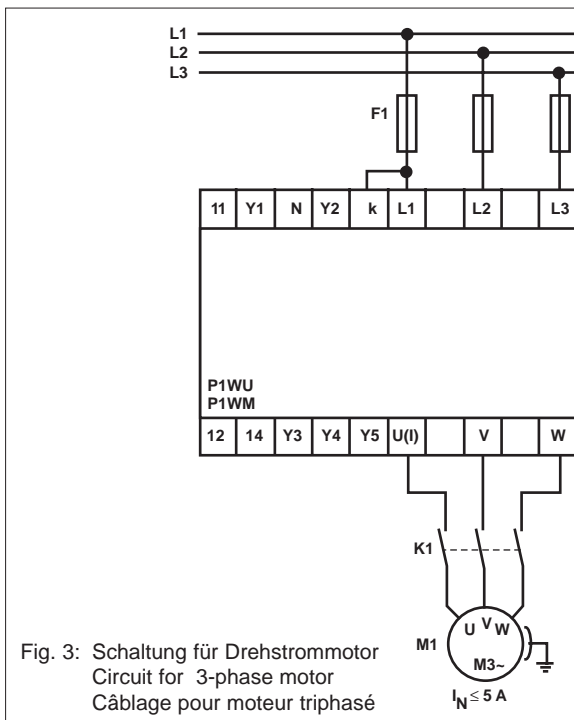 L1
L2
L3
F1
11 Y1 N Y2 k L1 L2 L3
P1WU
P1WM
12 14 Y3 Y4 Y5 U(I) V W
K1
U V W
M1
M3~
I_N ≤ 5 A
Fig. 3: Schaltung für Drehstrommotor
Circuit for 3-phase motor
Câblage pour moteur triphasé